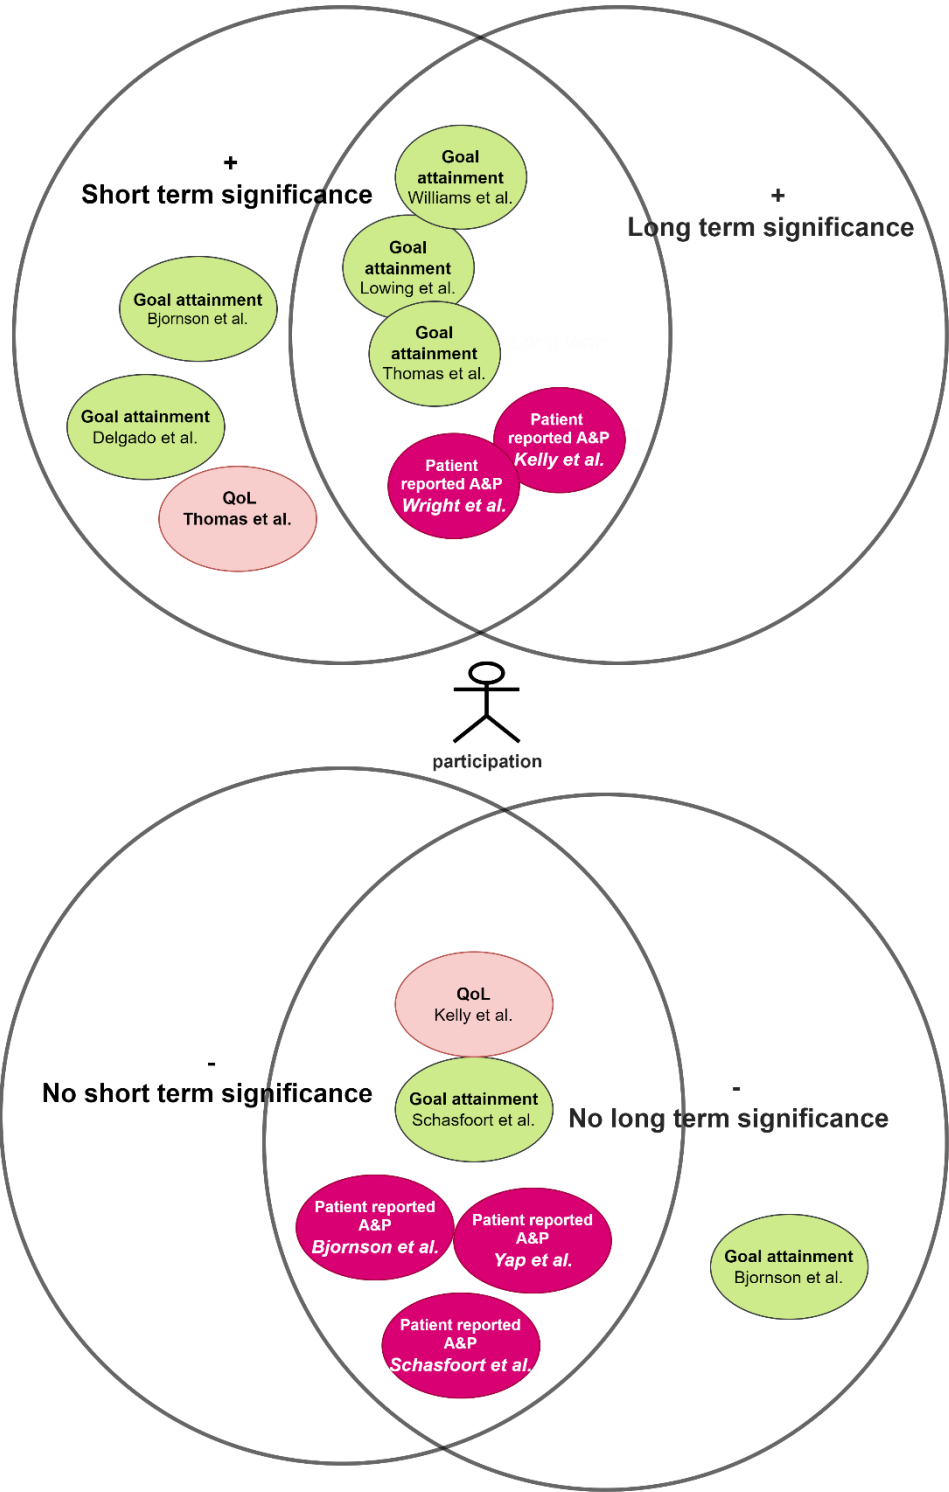 +
Short term significance
+
Long term significance
Goal
attainment
Williams et al.
Goal
attainment
Lowing et al.
Goal attainment
Bjornson et al.
Goal
attainment
Thomas et al.
Goal attainment
Delgado et al.
Patient
reported A&P
Kelly et al.
Patient
reported A&P
Wright et al.
QoL
Thomas et al.
participation
QoL
Kelly et al.
-
No short term significance
Goal attainment
Schasfoort et al.
-
No long term significance
Patient reported
A&P
Bjornson et al.
Patient reported
A&P
Yap et al.
Goal attainment
Bjornson et al.
Patient reported
A&P
Schasfoort et al.